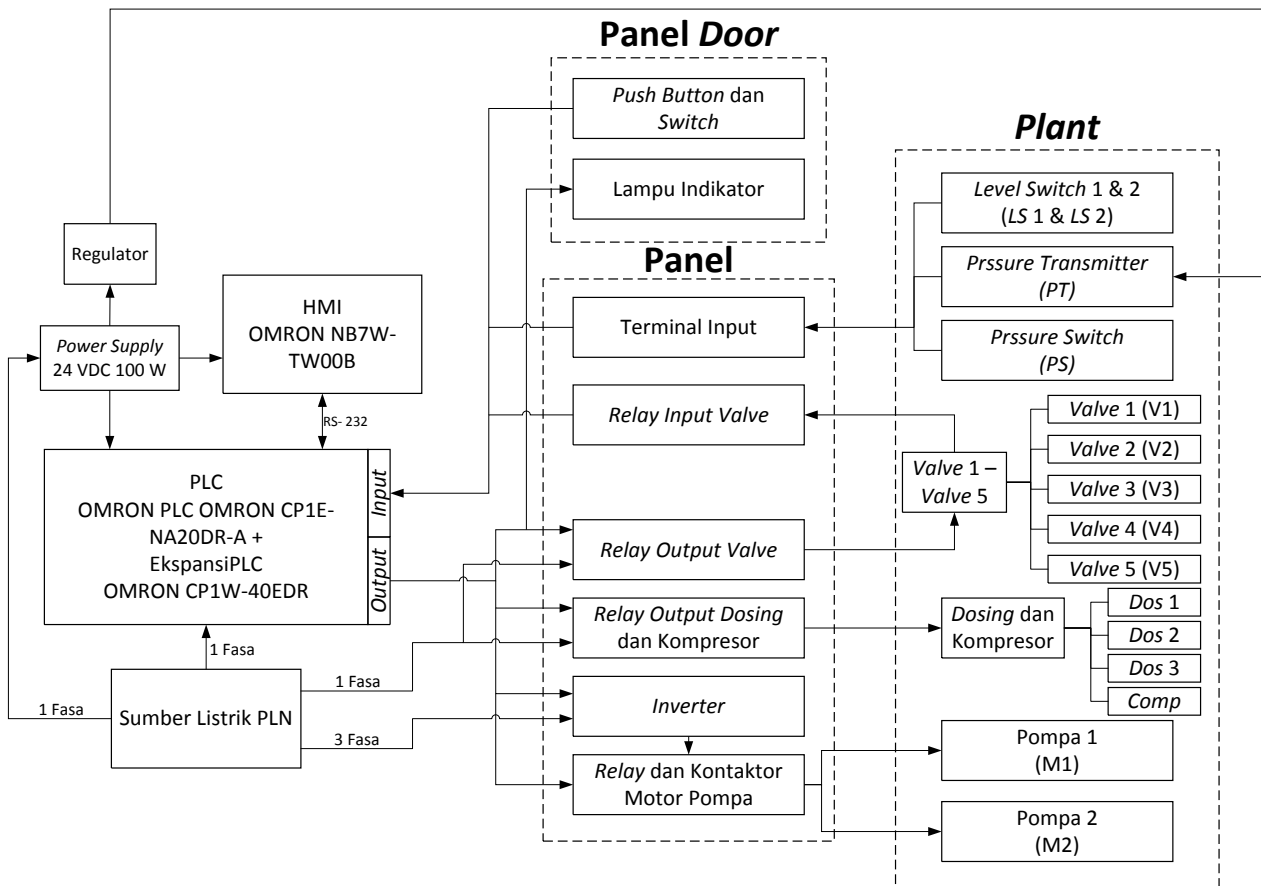 Panel Door
Push Button dan
Switch
Lampu Indikator
Plant
Level Switch 1 & 2
(LS 1 & LS 2)
Prssure Transmitter
(PT)
Prssure Switch
(PS)
Regulator
Power Supply
24 VDC 100 W
HMI
OMRON NB7W-
TW00B
RS- 232
PLC
OMRON PLC OMRON CP1E-
NA20DR-A +
EkspansiPLC
OMRON CP1W-40EDR
Input
Output
1 Fasa
1 Fasa
Sumber Listrik PLN
1 Fasa
3 Fasa
Panel
Terminal Input
Relay Input Valve
Relay Output Valve
Relay Output Dosing
dan Kompresor
Inverter
Relay dan Kontaktor
Motor Pompa
Valve 1 –
Valve 5
Valve 1 (V1)
Valve 2 (V2)
Valve 3 (V3)
Valve 4 (V4)
Valve 5 (V5)
Dosing dan
Kompresor
Dos 1
Dos 2
Dos 3
Comp
Pompa 1
(M1)
Pompa 2
(M2)